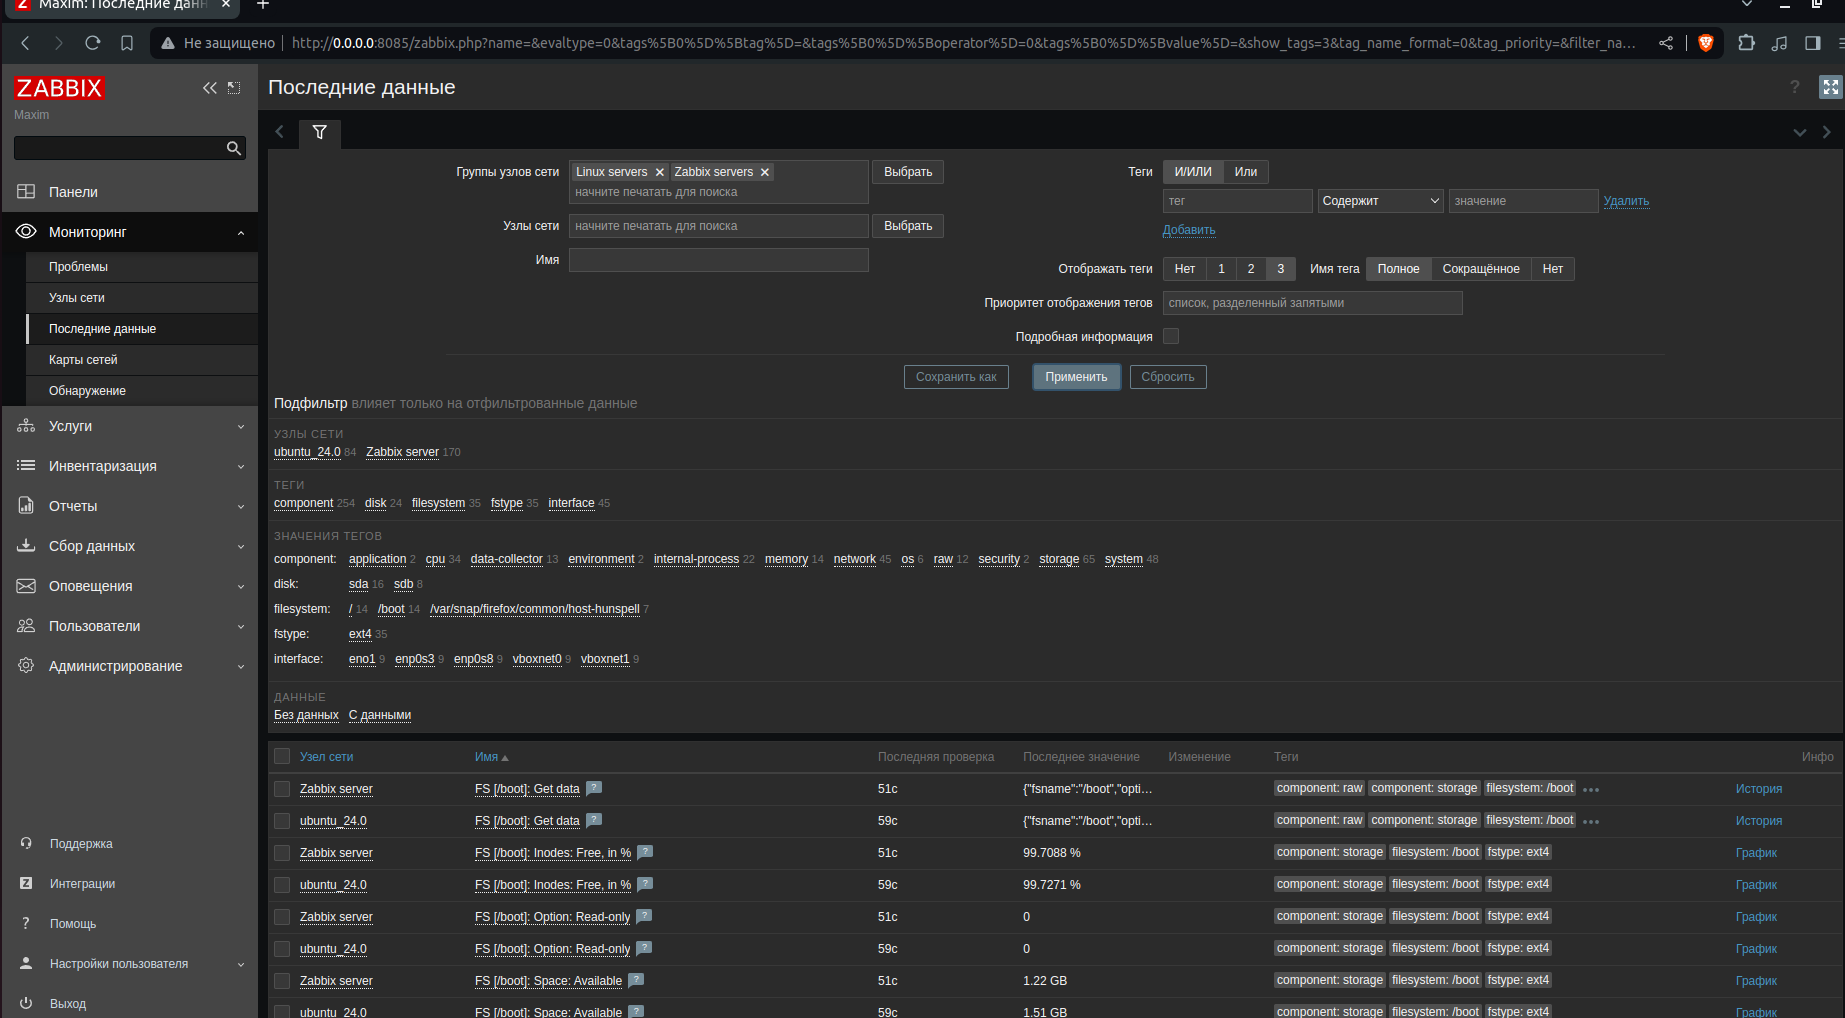 Maxim: Последние данн
Не защищено
http://0.0.0.0:8085/zabbix.php?name=&evaltype=0&tags%5B0%5D%5Btag%5D=&tags%5B0%5D%5Boperator%5D=0&tags%5B0%5D%5Bvalue%5D=&show_tags=3&tag_name_format=0&tag_priority=&filter_na...
ZABBIX
Maxim
Панели
Мониторинг
Проблемы
Узлы сети
Последние данные
Карты сетей
Обнаружение
Услуги
Инвентаризация
Отчеты
Сбор данных
Оповещения
Пользователи
Администрирование
Поддержка
Z Интеграции
? Помощь
Настройки пользователя
Выход
Последние данные
?
Группы узлов сети Linux servers Zabbix servers Выбрать
начните печатать для поиска
Узлы сети начните печатать для поиска Выбрать
Имя
Теги И/ИЛИ Или
тег Содержит значение Удалить
Добавить
Отображать теги Нет 1 2 3 Имя тега Полное Сокращённое Нет
Приоритет отображения тегов список, разделенный запятыми
Подробная информация
Сохранить как Применить Сбросить
Подфильтр влияет только на отфильтрованные данные
УЗЛЫ СЕТИ
ubuntu_24.0 84 Zabbix server 170
ТЕГИ
component 254 disk 24 filesystem 35 fstype 35 interface 45
ЗНАЧЕНИЯ ТЕГОВ
component: application 2 cpu 34 data-collector 13 environment 2 internal-process 22 memory 14 network 45 os 6 raw 12 security 2 storage 65 system 48
disk: sda 16 sdb 8
filesystem: / 14 /boot 14 /var/snap/firefox/common/host-hunspell 7
fstype: ext4 35
interface: eno1 9 enp0s3 9 enp0s8 9 vboxnet0 9 vboxnet1 9
ДАННЫЕ
Без данных С данными
Узел сети Имя Последняя проверка Последнее значение Изменение Теги Инфо
Zabbix server FS [/boot]: Get data ? 51с {"fsname":"/boot","opti... component: raw component: storage filesystem: /boot ••• История
ubuntu_24.0 FS [/boot]: Get data ? 59с {"fsname":"/boot","opti... component: raw component: storage filesystem: /boot ••• История
Zabbix server FS [/boot]: Inodes: Free, in % ? 51с 99.7088 % component: storage filesystem: /boot fstype: ext4 График
ubuntu_24.0 FS [/boot]: Inodes: Free, in % ? 59с 99.7271 % component: storage filesystem: /boot fstype: ext4 График
Zabbix server FS [/boot]: Option: Read-only ? 51с 0 component: storage filesystem: /boot fstype: ext4 График
ubuntu_24.0 FS [/boot]: Option: Read-only ? 59с 0 component: storage filesystem: /boot fstype: ext4 График
Zabbix server FS [/boot]: Space: Available ? 51с 1.22 GB component: storage filesystem: /boot fstype: ext4 График
ubuntu_24.0 FS [/boot]: Space: Available ? 59с 1.51 GB component: storage filesystem: /boot fstype: ext4 График